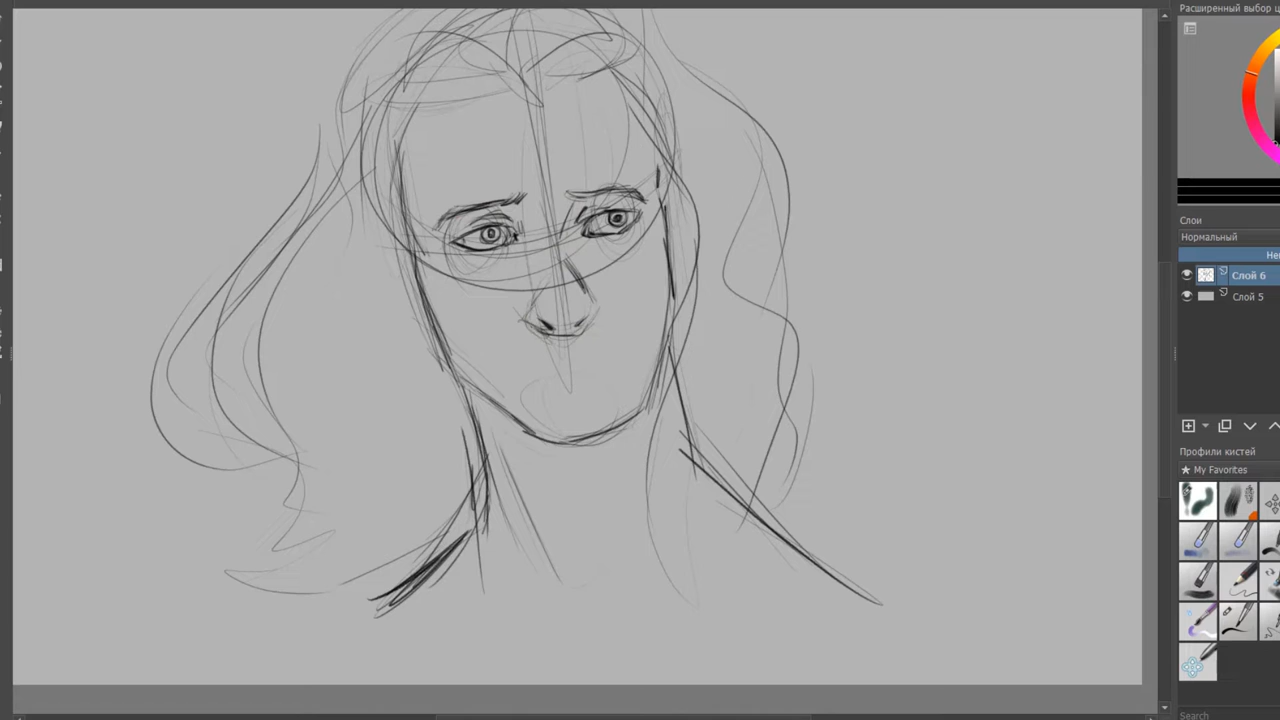 Расширенный выбор ц
Слои
Нормальный
Не
Слой 6
Слой 5
Профили кистей
★ My Favorites
Search